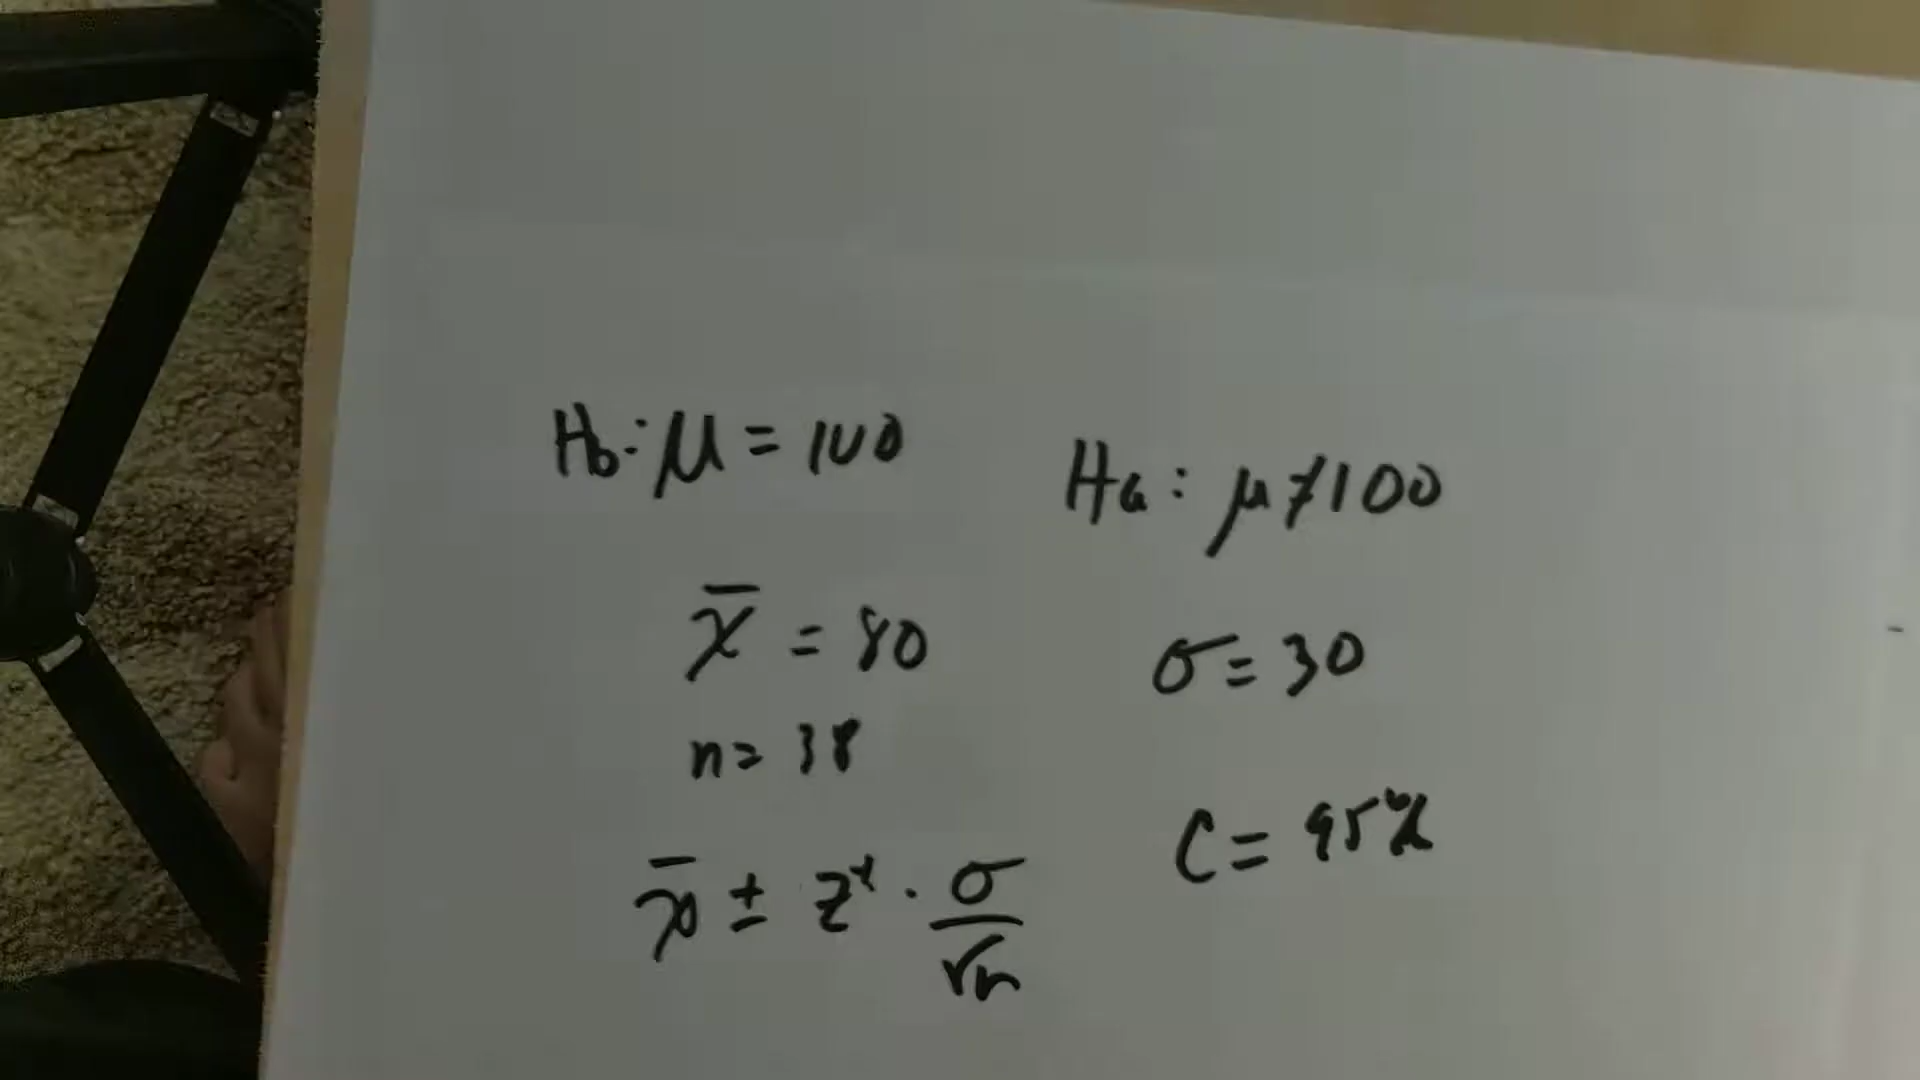 H₀: μ = 100
Ha: μ ≠ 100
x̄ = 80
σ = 30
n = 38
C = 95%
x̄ ± z* · σ/√n